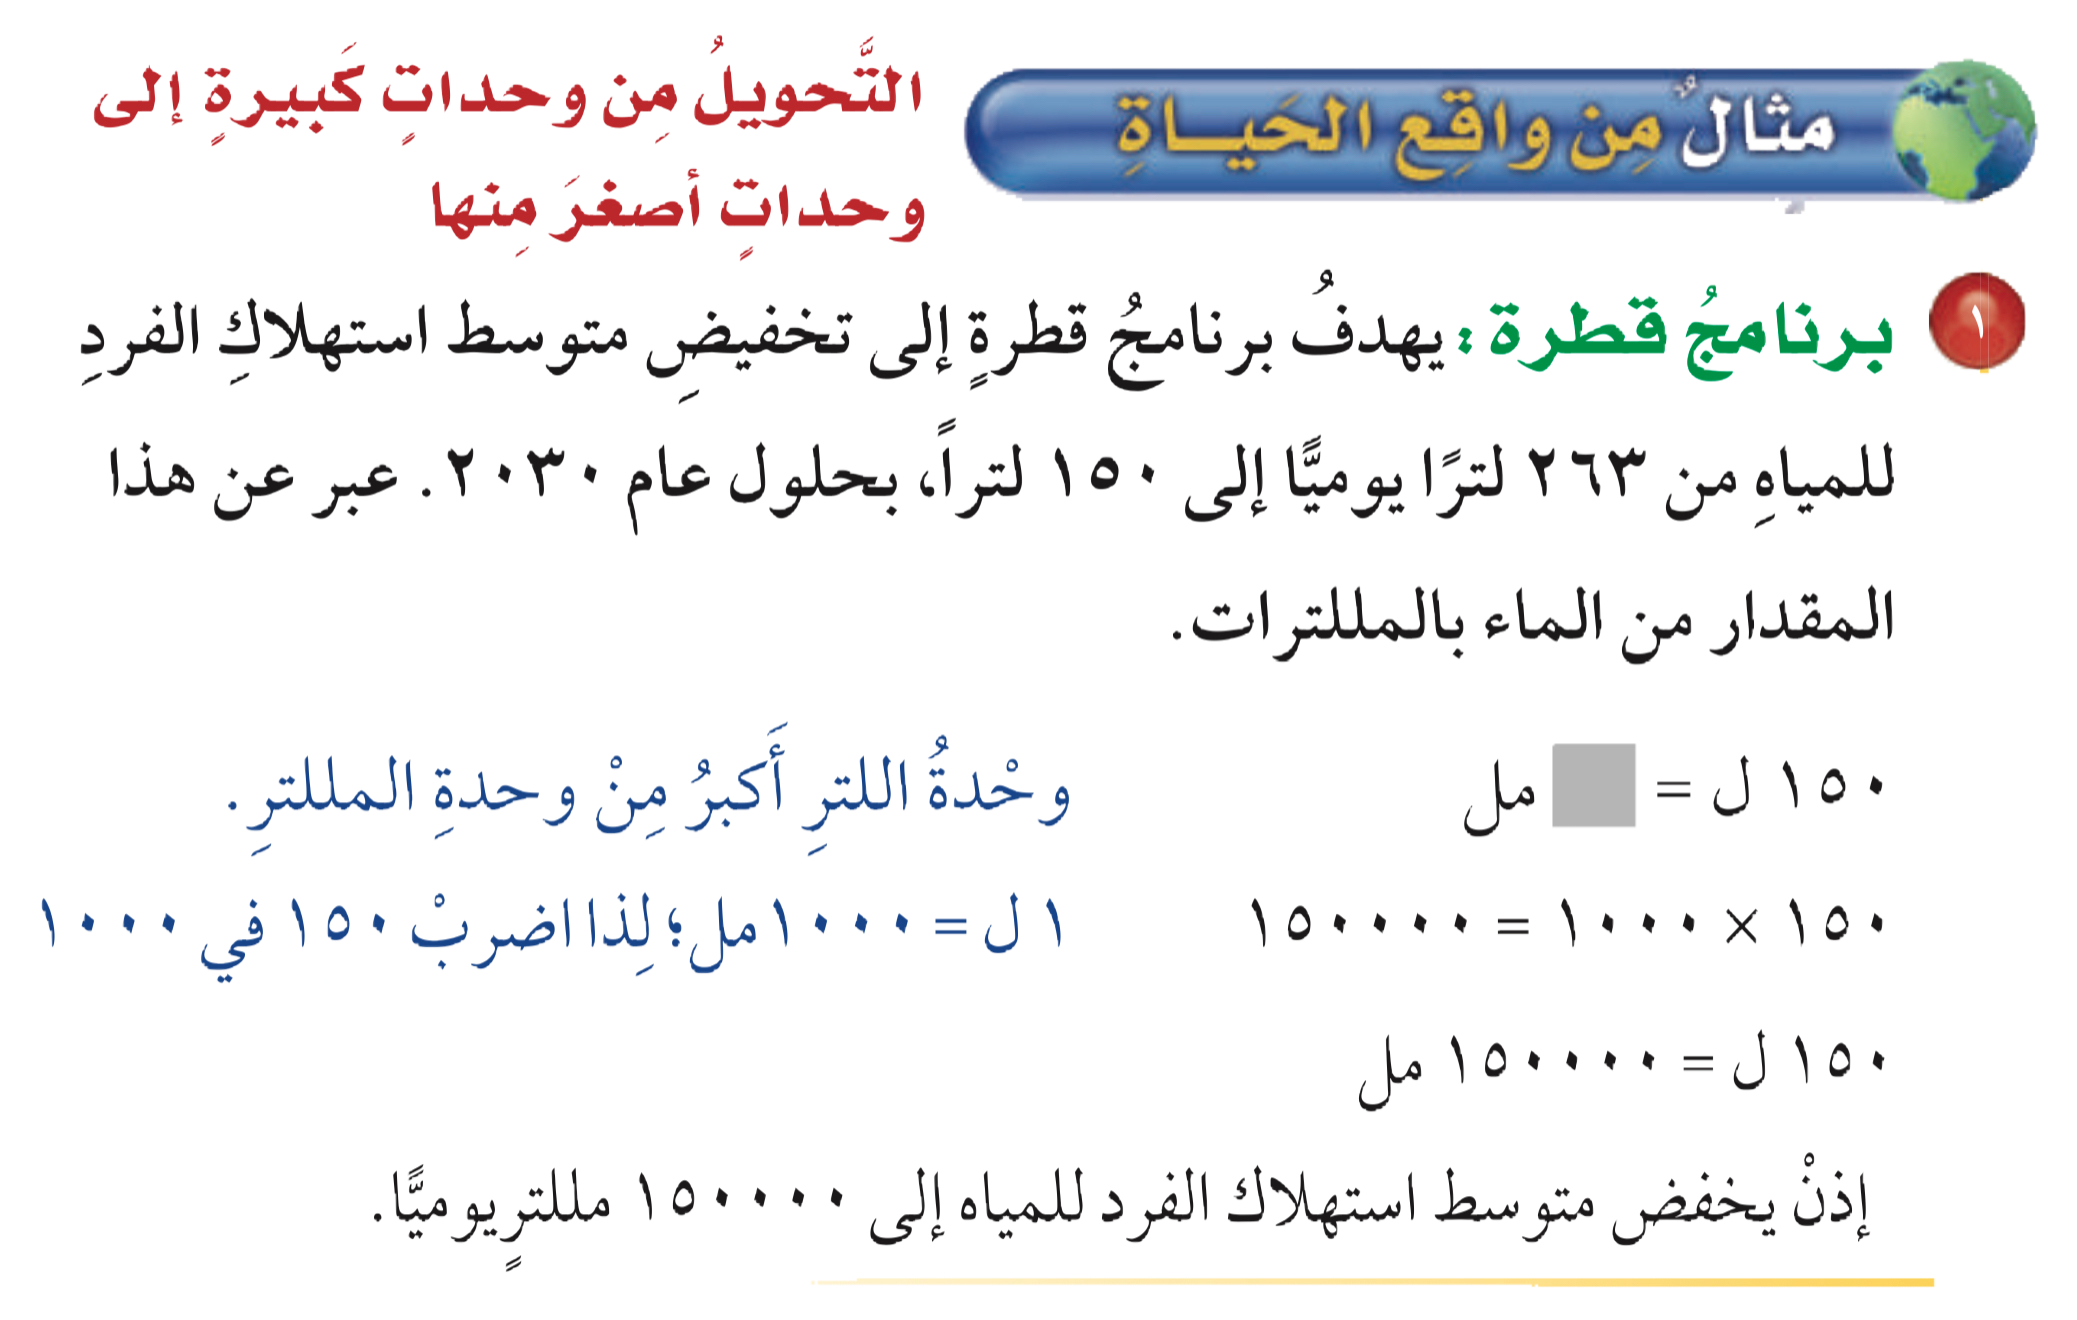 مثالٌ مِن واقِعِ الحَيــاةِ
التَّحويلُ مِن وحداتٍ كَبيرةٍ إلى
وحداتٍ أصغرَ مِنها
١
برنامجُ قطرة: يهدفُ برنامجُ قطرةٍ إلى تخفيضِ متوسط استهلاكِ الفردِ
للمياهِ من ٢٦٣ لترًا يوميًّا إلى ١٥٠ لتراً، بحلول عام ٢٠٣٠. عبر عن هذا
المقدار من الماء بالمللترات.
١٥٠ ل = مل
وحْدةُ اللترِ أَكبرُ مِنْ وحدةِ المللترِ.
١٥٠ × ١٠٠٠ = ١٥٠٠٠٠
١ ل = ١٠٠٠ مل؛ لِذا اضربْ ١٥٠ في ١٠٠٠
١٥٠ ل = ١٥٠٠٠٠ مل
إذنْ يخفض متوسط استهلاك الفرد للمياه إلى ١٥٠٠٠٠ مللترٍ يوميًّا.